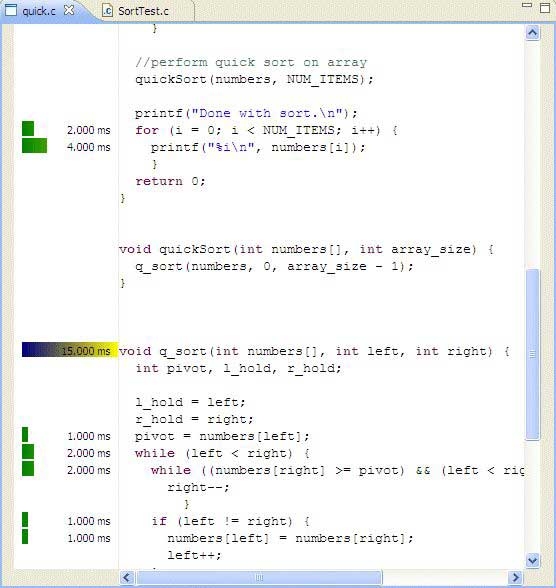 quick.c SortTest.c
}
//perform quick sort on array
quickSort(numbers, NUM_ITEMS);
printf("Done with sort.\n");
2.000 ms for (i = 0; i < NUM_ITEMS; i++) {
4.000 ms printf("%i\n", numbers[i]);
}
return 0;
}
void quickSort(int numbers[], int array_size) {
q_sort(numbers, 0, array_size - 1);
}
15.000 ms void q_sort(int numbers[], int left, int right) {
int pivot, l_hold, r_hold;
l_hold = left;
r_hold = right;
1.000 ms pivot = numbers[left];
2.000 ms while (left < right) {
2.000 ms while ((numbers[right] >= pivot) && (left < rig
right--;
}
1.000 ms if (left != right) {
1.000 ms numbers[left] = numbers[right];
left++;